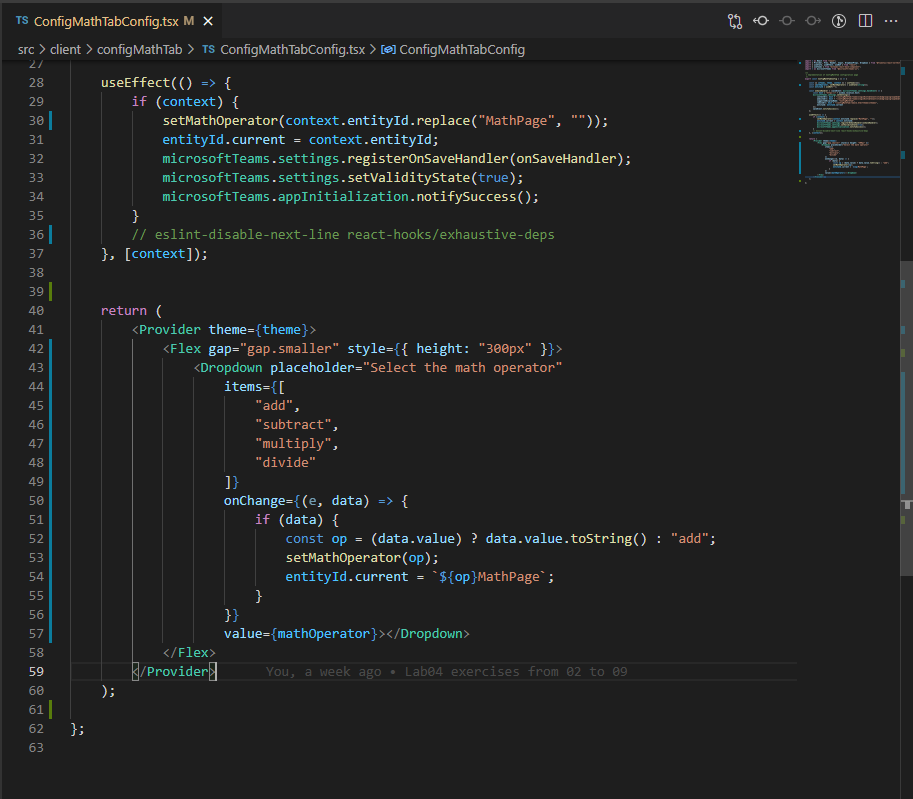 TS ConfigMathTabConfig.tsx M ×
src > client > configMathTab > TS ConfigMathTabConfig.tsx > ConfigMathTabConfig
27
28 useEffect(() => {
29 if (context) {
30 setMathOperator(context.entityId.replace("MathPage", ""));
31 entityId.current = context.entityId;
32 microsoftTeams.settings.registerOnSaveHandler(onSaveHandler);
33 microsoftTeams.settings.setValidityState(true);
34 microsoftTeams.appInitialization.notifySuccess();
35 }
36 // eslint-disable-next-line react-hooks/exhaustive-deps
37 }, [context]);
38
39
40 return (
41 <Provider theme={theme}>
42 <Flex gap="gap.smaller" style={{ height: "300px" }}>
43 <Dropdown placeholder="Select the math operator"
44 items={[
45 "add",
46 "subtract",
47 "multiply",
48 "divide"
49 ]}
50 onChange={(e, data) => {
51 if (data) {
52 const op = (data.value) ? data.value.toString() : "add";
53 setMathOperator(op);
54 entityId.current = `${op}MathPage`;
55 }
56 }}
57 value={mathOperator}></Dropdown>
58 </Flex>
59 </Provider> You, a week ago • Lab04 exercises from 02 to 09
60 );
61
62 };
63